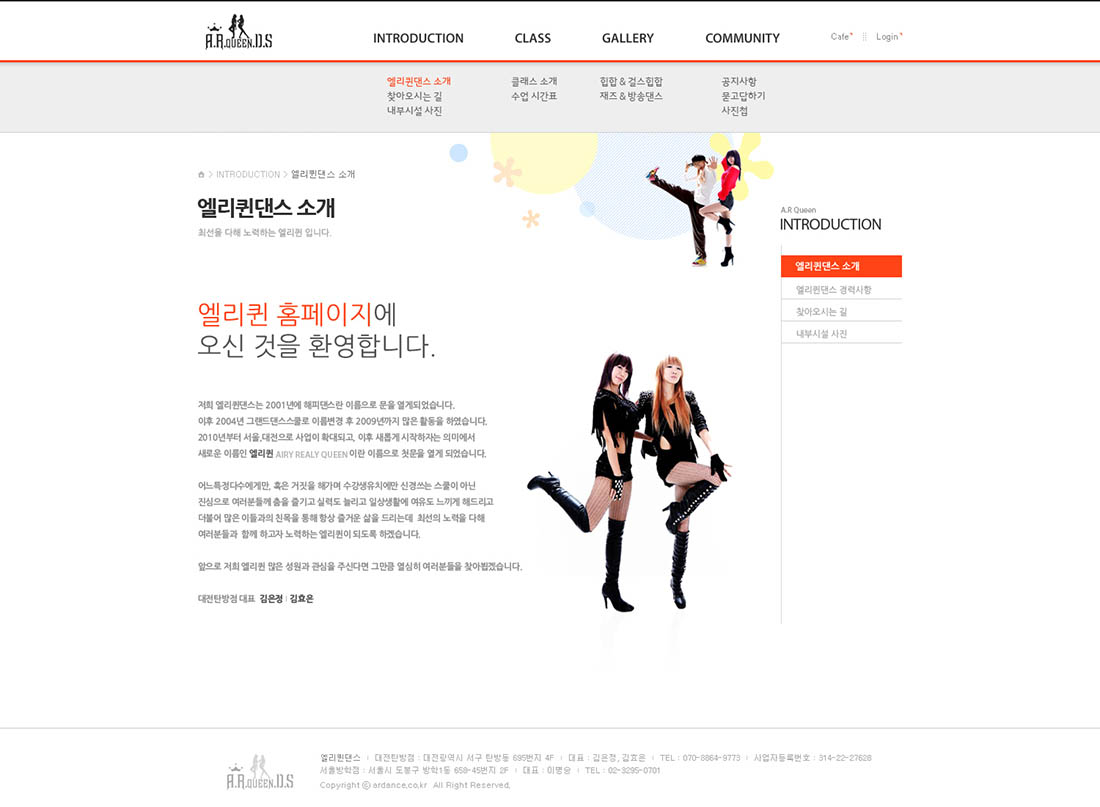 A.R.QUEEN.D.S
INTRODUCTION
CLASS
GALLERY
COMMUNITY
Cafe
Login
엘리퀸댄스 소개
찾아오시는 길
내부시설 사진
클래스 소개
수업 시간표
힙합 & 걸스힙합
재즈 & 방송댄스
공지사항
묻고답하기
사진첩
> INTRODUCTION > 엘리퀸댄스 소개
엘리퀸댄스 소개
최선을 다해 노력하는 엘리퀸 입니다.
A.R Queen
INTRODUCTION
엘리퀸댄스 소개
엘리퀸댄스 경력사항
찾아오시는 길
내부시설 사진
엘리퀸 홈페이지에
오신 것을 환영합니다.
저희 엘리퀸댄스는 2001년에 해피댄스란 이름으로 문을 열게되었습니다.
이후 2004년 그랜드댄스스쿨로 이름변경 후 2009년까지 많은 활동을 하였습니다.
2010년부터 서울,대전으로 사업이 확대되고, 이후 새롭게 시작하자는 의미에서
새로운 이름인 엘리퀸 AIRY REALY QUEEN 이란 이름으로 첫문을 열게 되었습니다.
어느특정다수에게만, 혹은 거짓을 해가며 수강생유치에만 신경쓰는 스쿨이 아닌
진심으로 여러분들께 춤을 즐기고 실력도 늘리고 일상생활에 여유도 느끼게 해드리고
더불어 많은 이들과의 친목을 통해 항상 즐거운 삶을 드리는데 최선의 노력을 다해
여러분들과 함께 하고자 노력하는 엘리퀸이 되도록 하겠습니다.
앞으로 저희 엘리퀸 많은 성원과 관심을 주신다면 그만큼 열심히 여러분들을 찾아뵙겠습니다.
대전탄방점 대표 김은정 | 김효은
A.R.QUEEN.D.S
엘리퀸댄스 | 대전탄방점 : 대전광역시 서구 탄방동 695번지 4F | 대표 : 김은정, 김효은 | TEL : 070-8864-9773 | 사업자등록번호 : 314-22-27628
서울방학점 : 서울시 도봉구 방학1동 658-45번지 2F | 대표 : 이명승 | TEL : 02-3295-0701
Copyright ⓒ ardance.co.kr All Right Reserved.